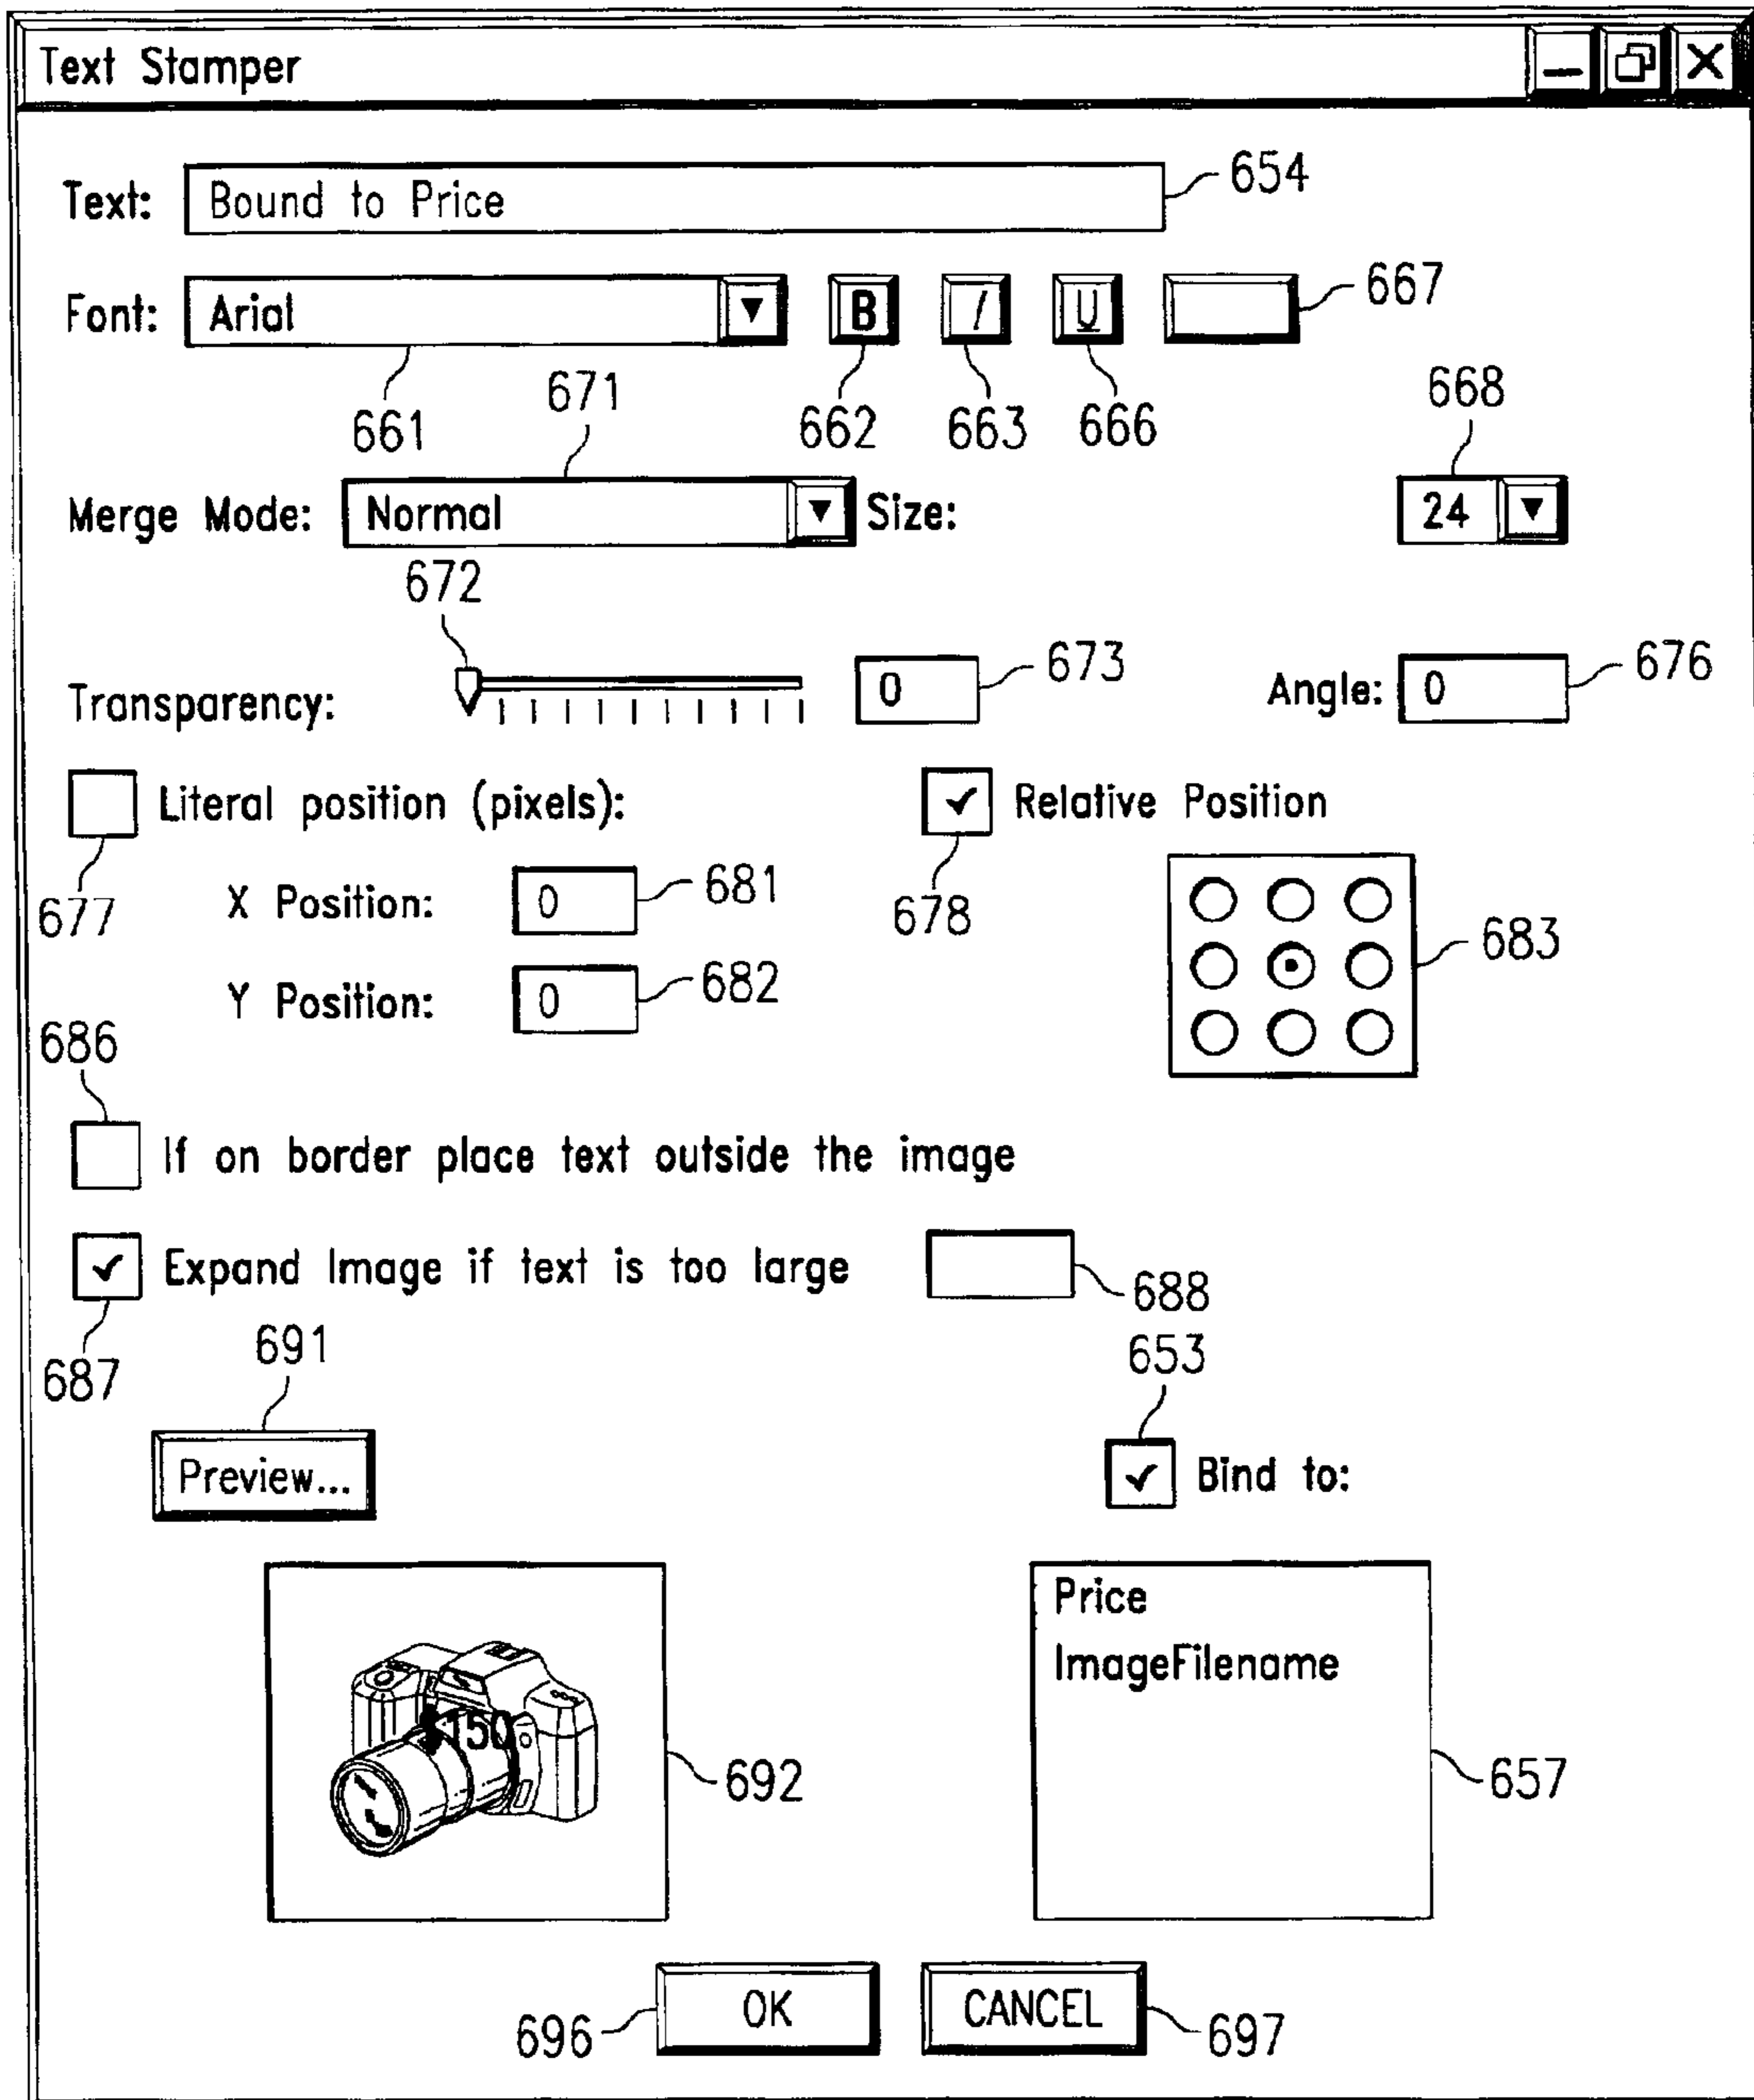 Text Stamper
Text: Bound to Price 654
Font: Arial B I U 667
661 671 662 663 666 668
Merge Mode: Normal Size: 24
672
Transparency: 0 673 Angle: 0 676
Literal position (pixels): Relative Position
677 X Position: 0 681 678 683
Y Position: 0 682
686
If on border place text outside the image
Expand Image if text is too large 688
687 691 653
Preview... Bind to:
Price
ImageFilename
150
692 657
696 OK CANCEL 697